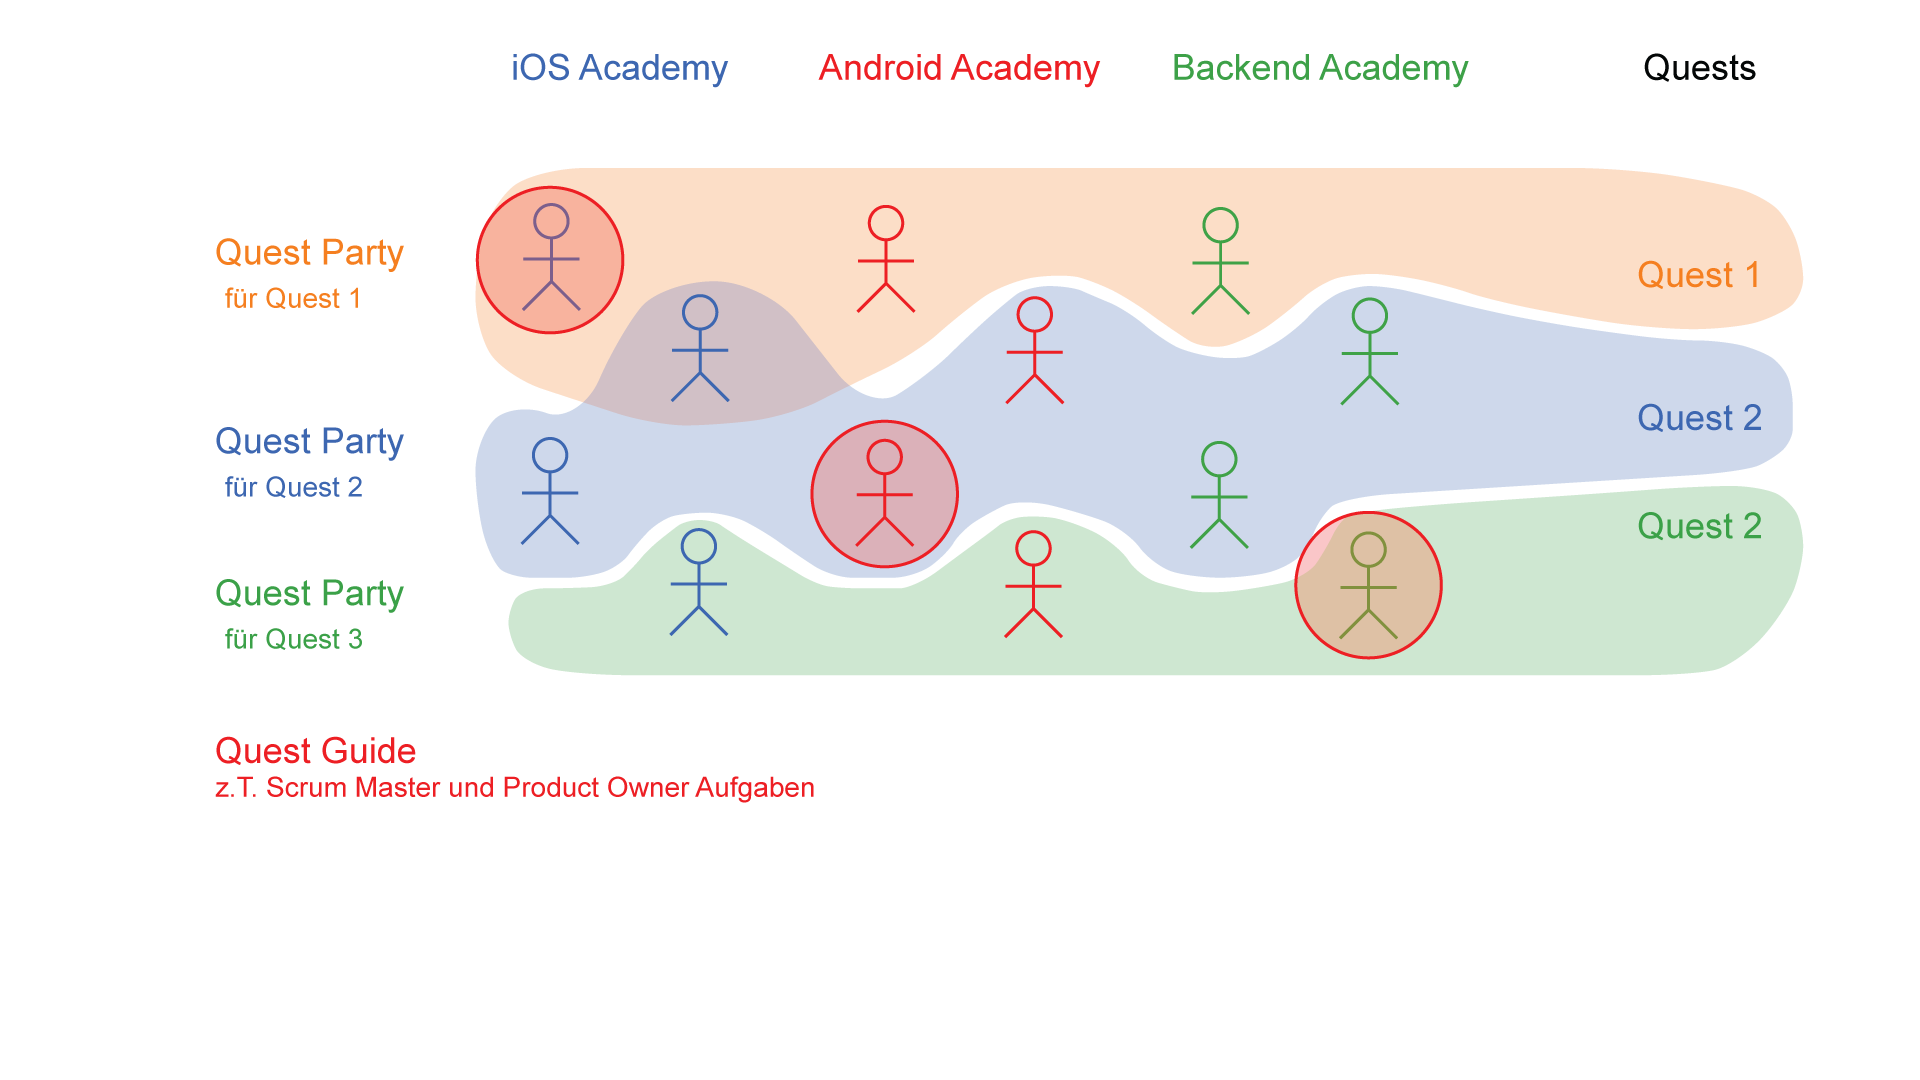 iOS Academy
Android Academy
Backend Academy
Quests
Quest Party
für Quest 1
Quest 1
Quest Party
für Quest 2
Quest 2
Quest Party
für Quest 3
Quest 2
Quest Guide
z.T. Scrum Master und Product Owner Aufgaben